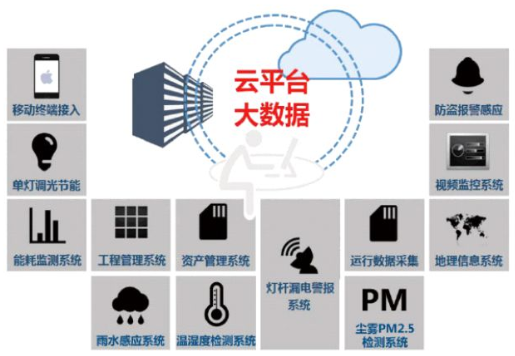 云平台
大数据
移动终端接入
防盗报警感应
单灯调光节能
视频监控系统
能耗监测系统
工程管理系统
资产管理系统
灯杆漏电警报
系统
运行数据采集
地理信息系统
雨水感应系统
温湿度检测系统
PM
尘雾PM2.5
检测系统